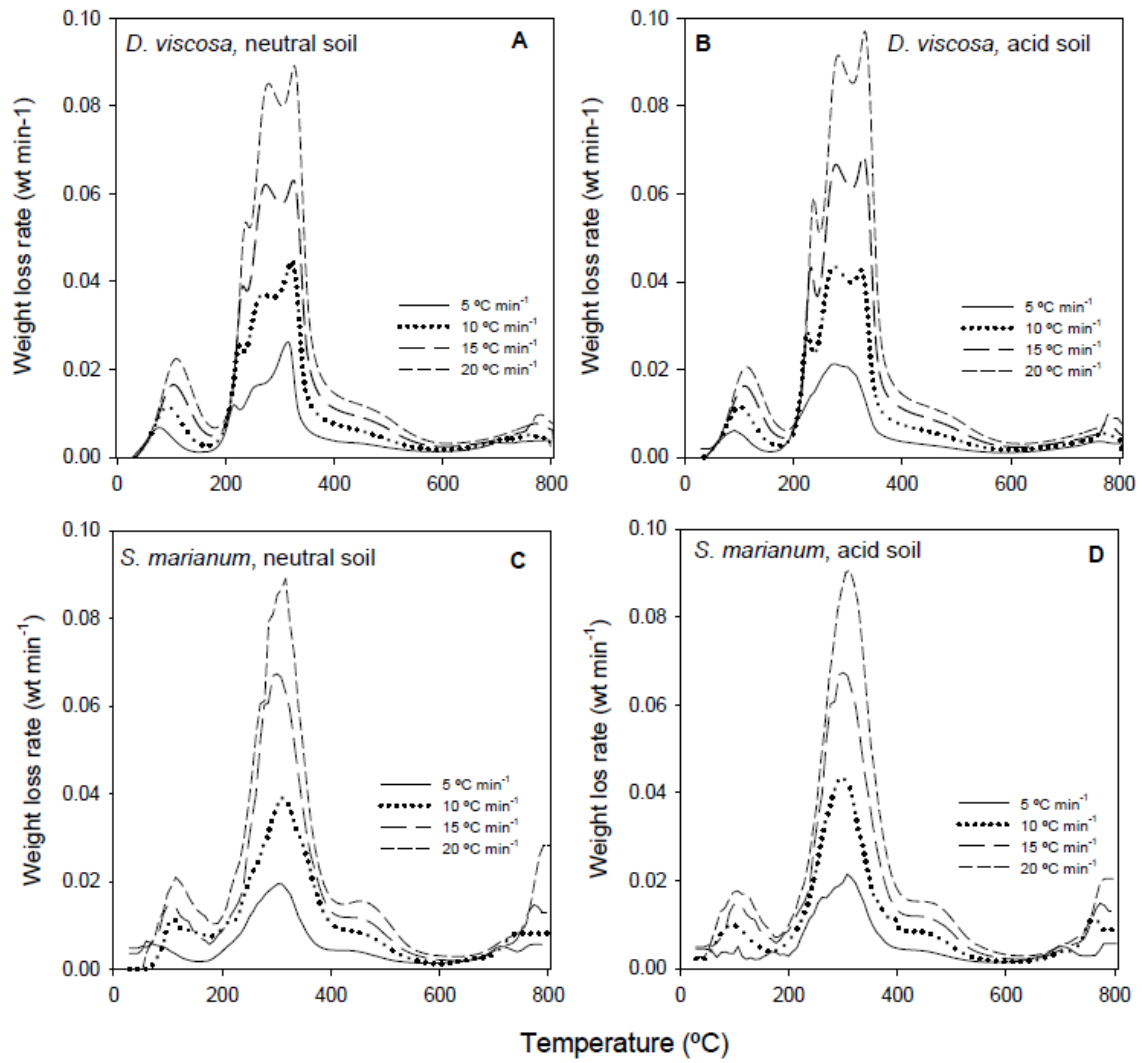 D. viscosa, neutral soil
A
Weight loss rate (wt min-1)
0.10
0.08
0.06
0.04
0.02
0.00
0
200
400
600
800
5 ºC min-1
10 ºC min-1
15 ºC min-1
20 ºC min-1
B
D. viscosa, acid soil
Weight loss rate (wt min-1)
0.10
0.08
0.06
0.04
0.02
0.00
0
200
400
600
800
5 ºC min-1
10 ºC min-1
15 ºC min-1
20 ºC min-1
S. marianum, neutral soil
C
Weight loss rate (wt min-1)
0.10
0.08
0.06
0.04
0.02
0.00
0
200
400
600
800
5 ºC min-1
10 ºC min-1
15 ºC min-1
20 ºC min-1
S. marianum, acid soil
D
Weight los rate (wt min-1)
0.10
0.08
0.06
0.04
0.02
0.00
0
200
400
600
800
5 ºC min-1
10 ºC min-1
15 ºC min-1
20 ºC min-1
Temperature (ºC)